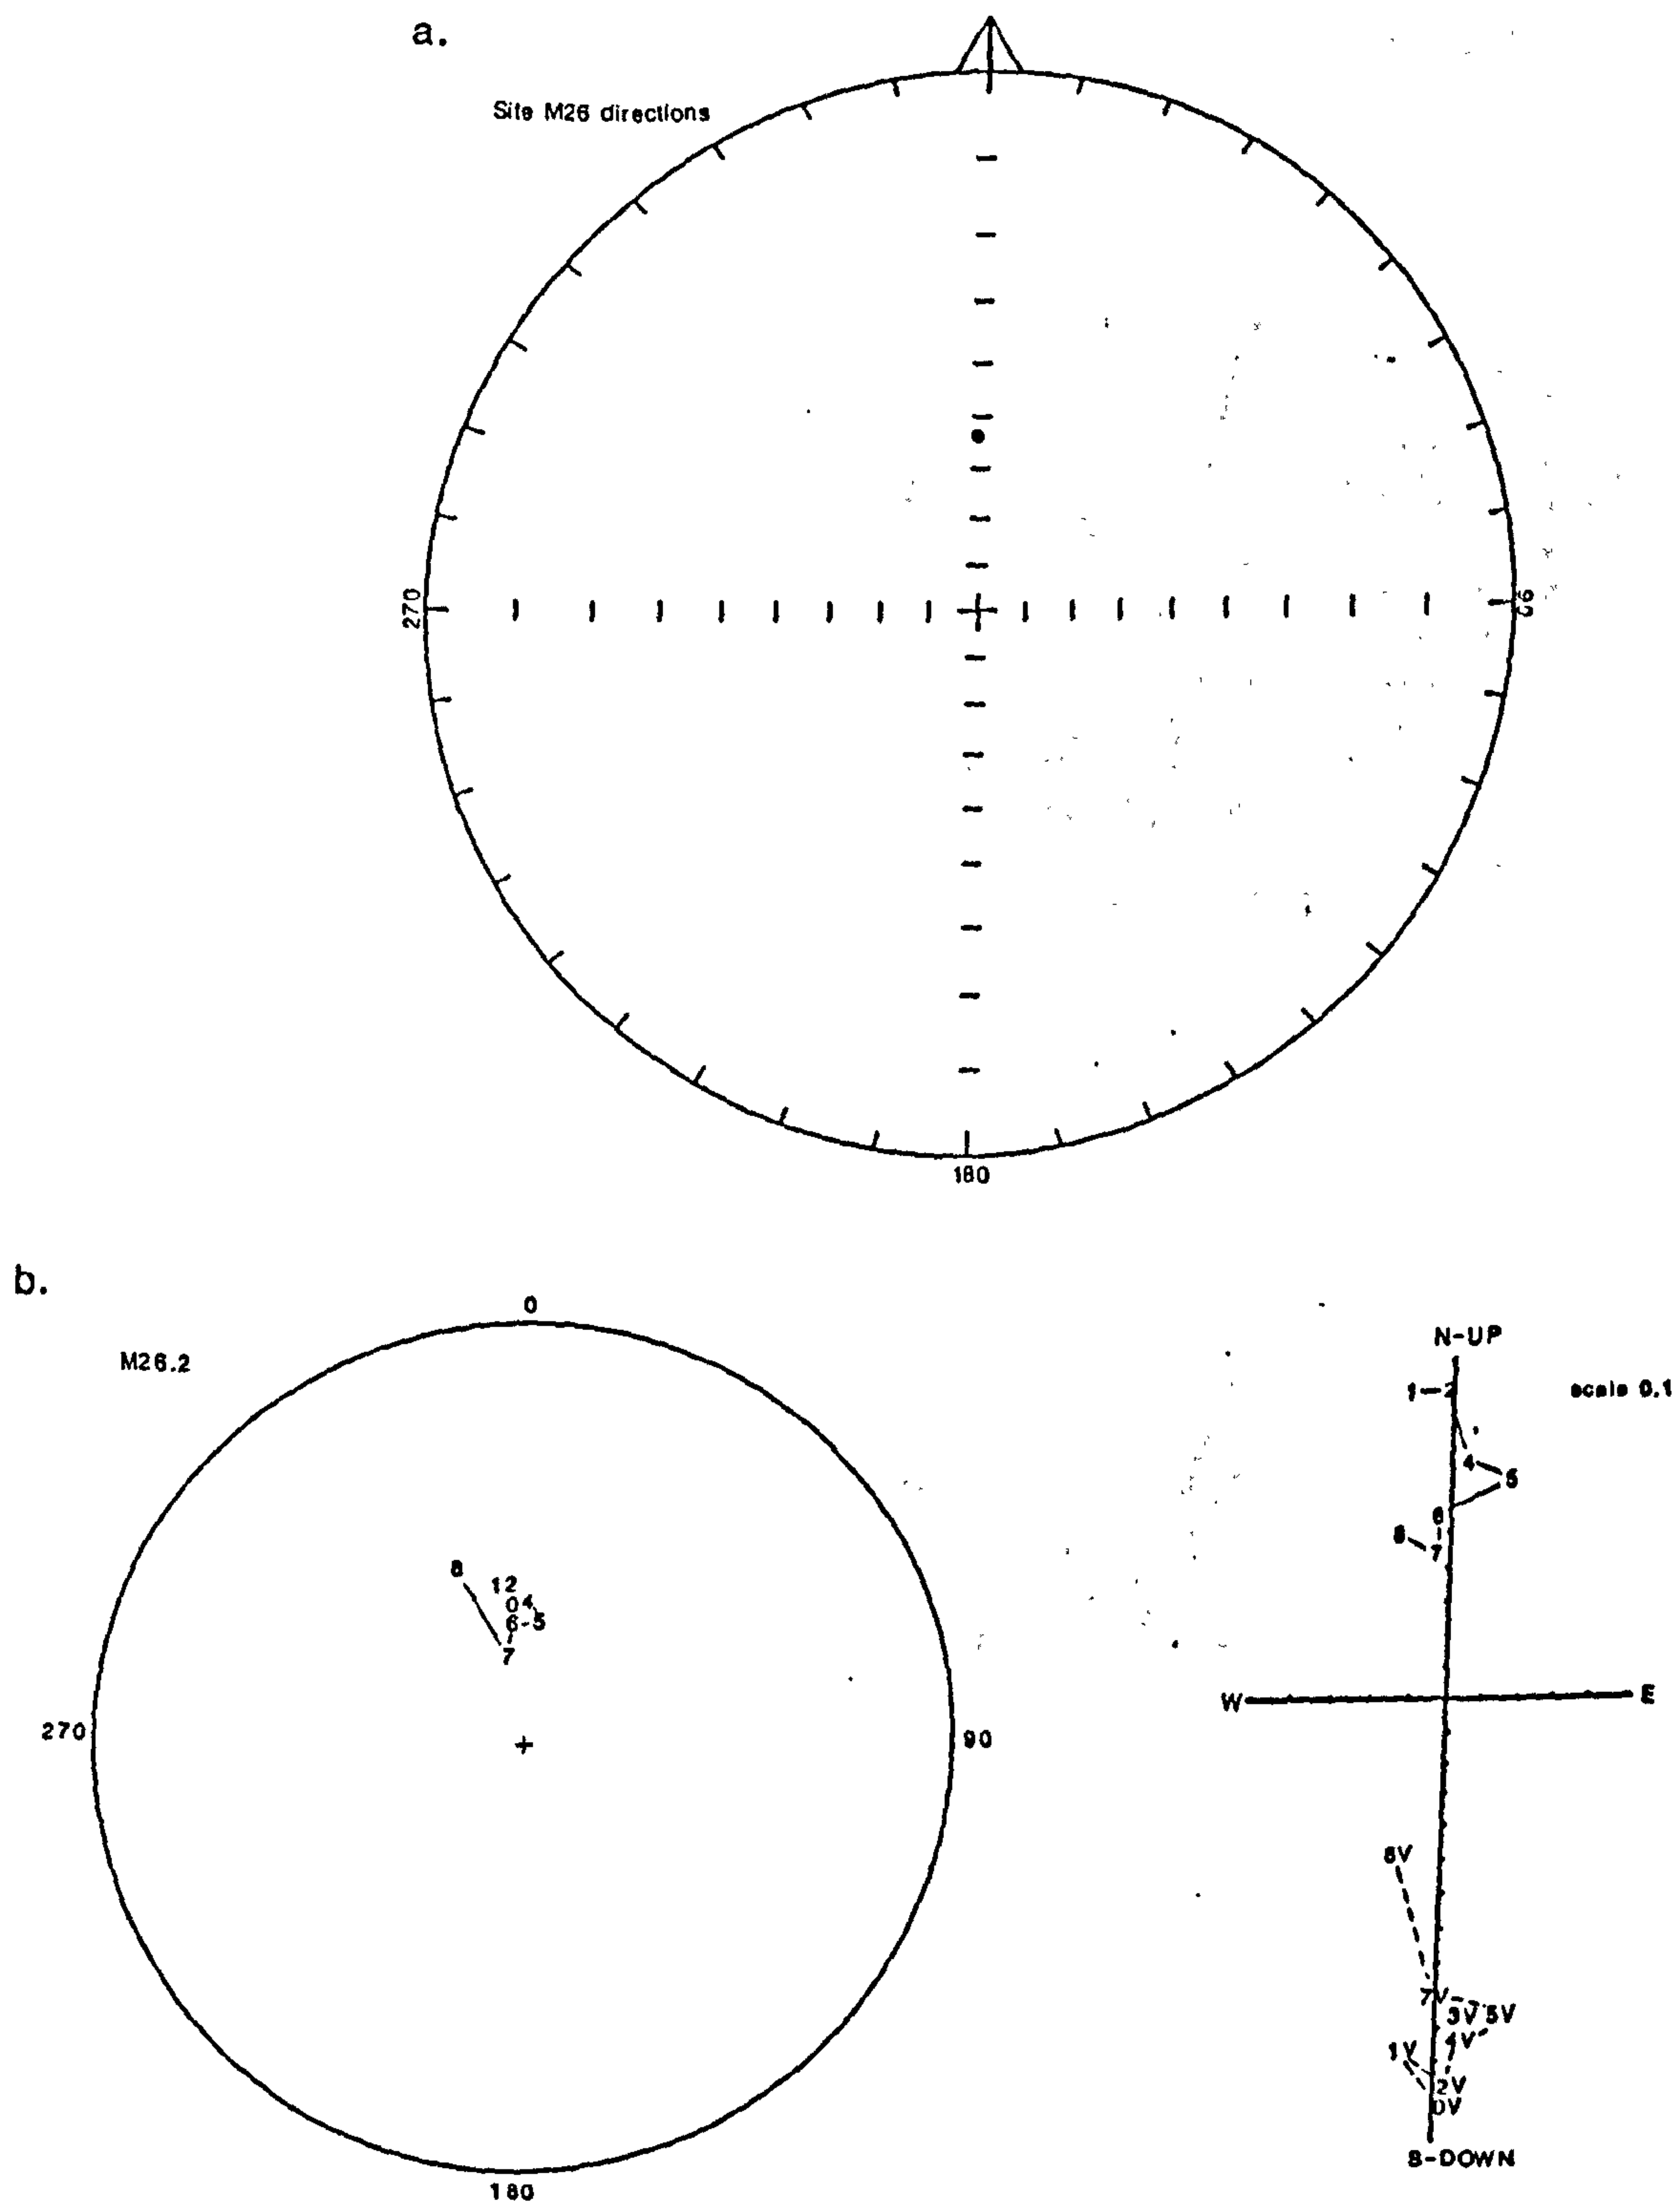 a.
Site M26 directions
270
90
180
b.
0
M26.2
270
90
180
8
12
04
6-5
7
N-UP
1-2
scale 0.1
4
5
6
8
7
W
E
8V
7V
3V 5V
4V
1V
2V
0V
S-DOWN